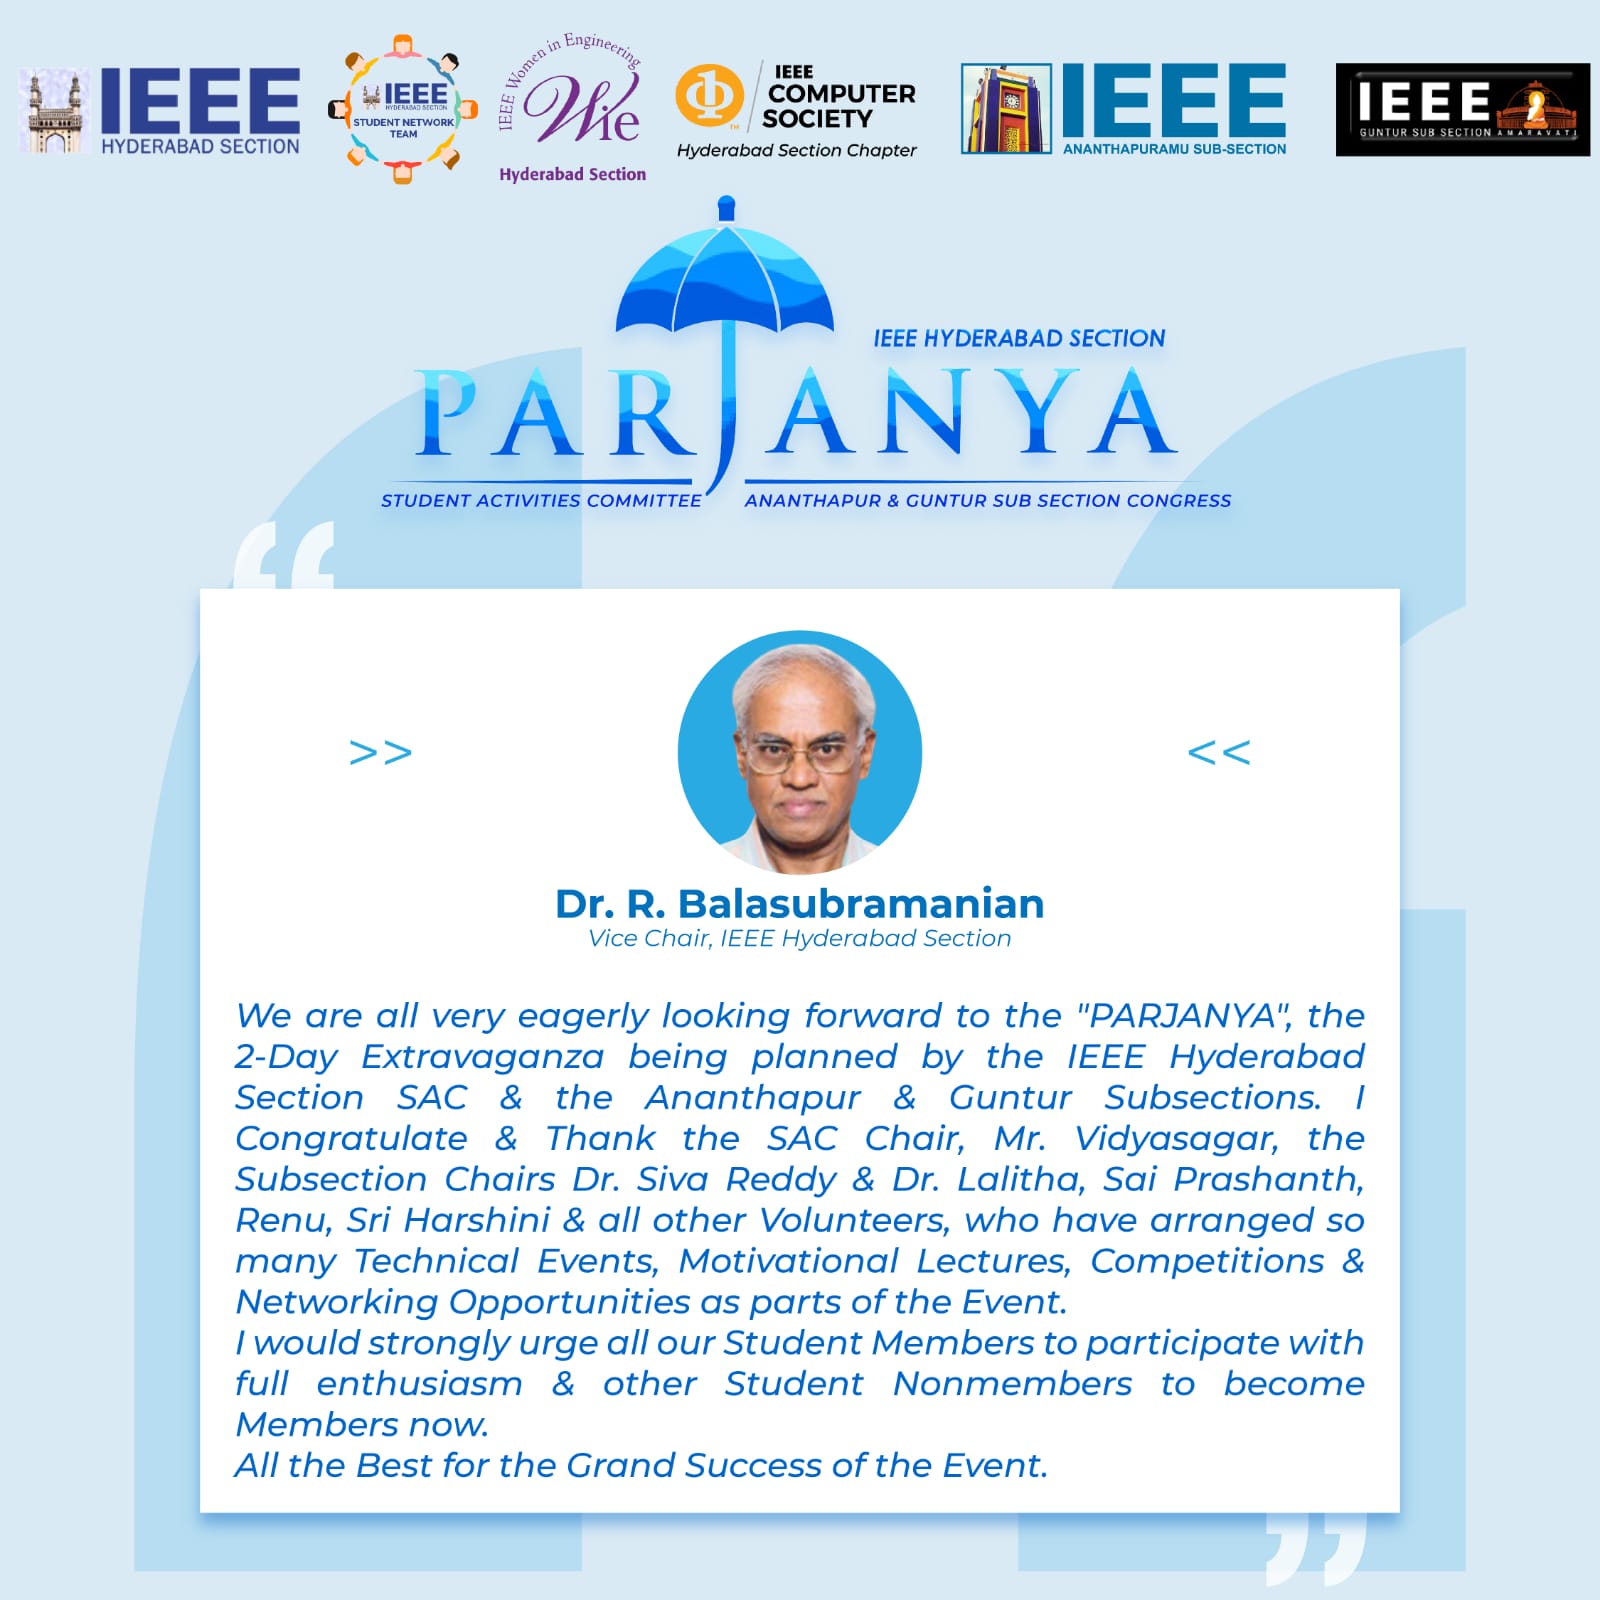 IEEE
HYDERABAD SECTION
IEEE
HYDERABAD SECTION
STUDENT NETWORK
TEAM
IEEE Women in Engineering
WIE
Hyderabad Section
IEEE
COMPUTER
SOCIETY
TM
Hyderabad Section Chapter
IEEE
ANANTHAPURAMU SUB-SECTION
IEEE
GUNTUR SUB SECTION AMARAVATI
IEEE HYDERABAD SECTION
PARJANYA
STUDENT ACTIVITIES COMMITTEE
ANANTHAPUR & GUNTUR SUB SECTION CONGRESS
“
>> <<
Dr. R. Balasubramanian
Vice Chair, IEEE Hyderabad Section
We are all very eagerly looking forward to the "PARJANYA", the
2-Day Extravaganza being planned by the IEEE Hyderabad
Section SAC & the Ananthapur & Guntur Subsections. I
Congratulate & Thank the SAC Chair, Mr. Vidyasagar, the
Subsection Chairs Dr. Siva Reddy & Dr. Lalitha, Sai Prashanth,
Renu, Sri Harshini & all other Volunteers, who have arranged so
many Technical Events, Motivational Lectures, Competitions &
Networking Opportunities as parts of the Event.
I would strongly urge all our Student Members to participate with
full enthusiasm & other Student Nonmembers to become
Members now.
All the Best for the Grand Success of the Event.
”